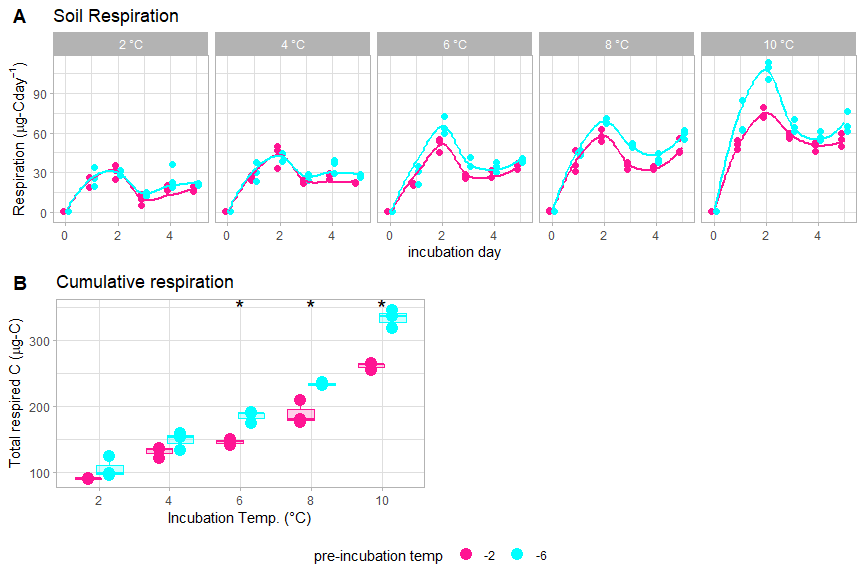 A Soil Respiration
2 °C 4 °C 6 °C 8 °C 10 °C
Respiration (µg-Cday⁻¹)
90
60
30
0
0 2 4 0 2 4 0 2 4 0 2 4 0 2 4
incubation day
B Cumulative respiration
* * *
Total respired C (µg-C)
300
200
100
2 4 6 8 10
Incubation Temp. (°C)
pre-incubation temp -2 -6